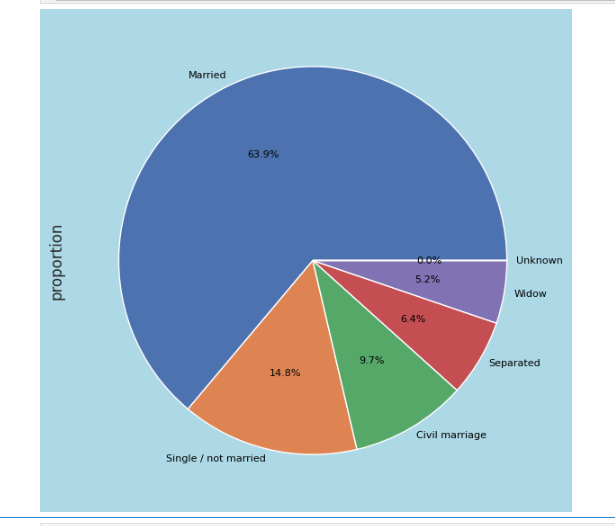 Married
63.9%
proportion
0.0%
Unknown
5.2%
Widow
6.4%
Separated
9.7%
14.8%
Civil marriage
Single / not married